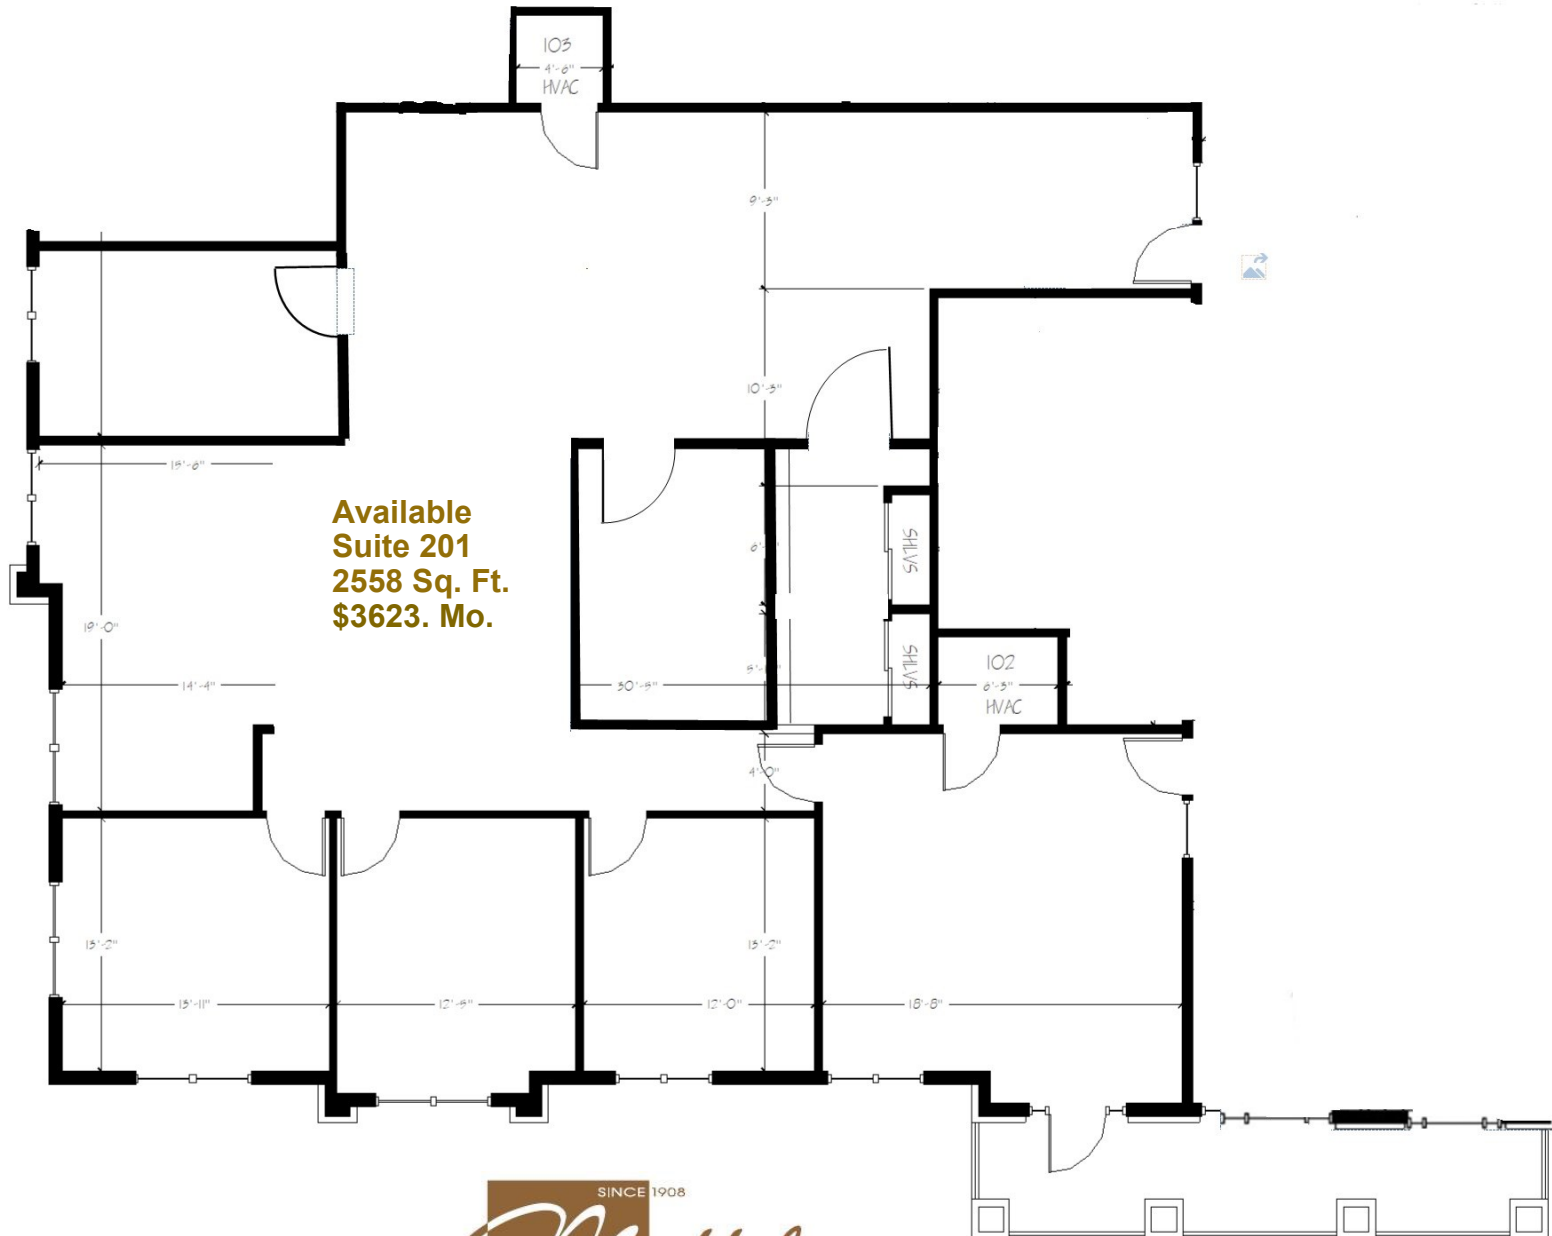 103
4'-6"
HVAC
9'-3"
10'-3"
15'-8"
Available
Suite 201
2558 Sq. Ft.
$3623. Mo.
SHLVS
19'-0"
SHLVS
102
14'-4"
30'-5"
6'-3"
HVAC
4'-0"
13'-2"
13'-2"
13'-11"
12'-5"
12'-0"
18'-8"
SINCE 1908